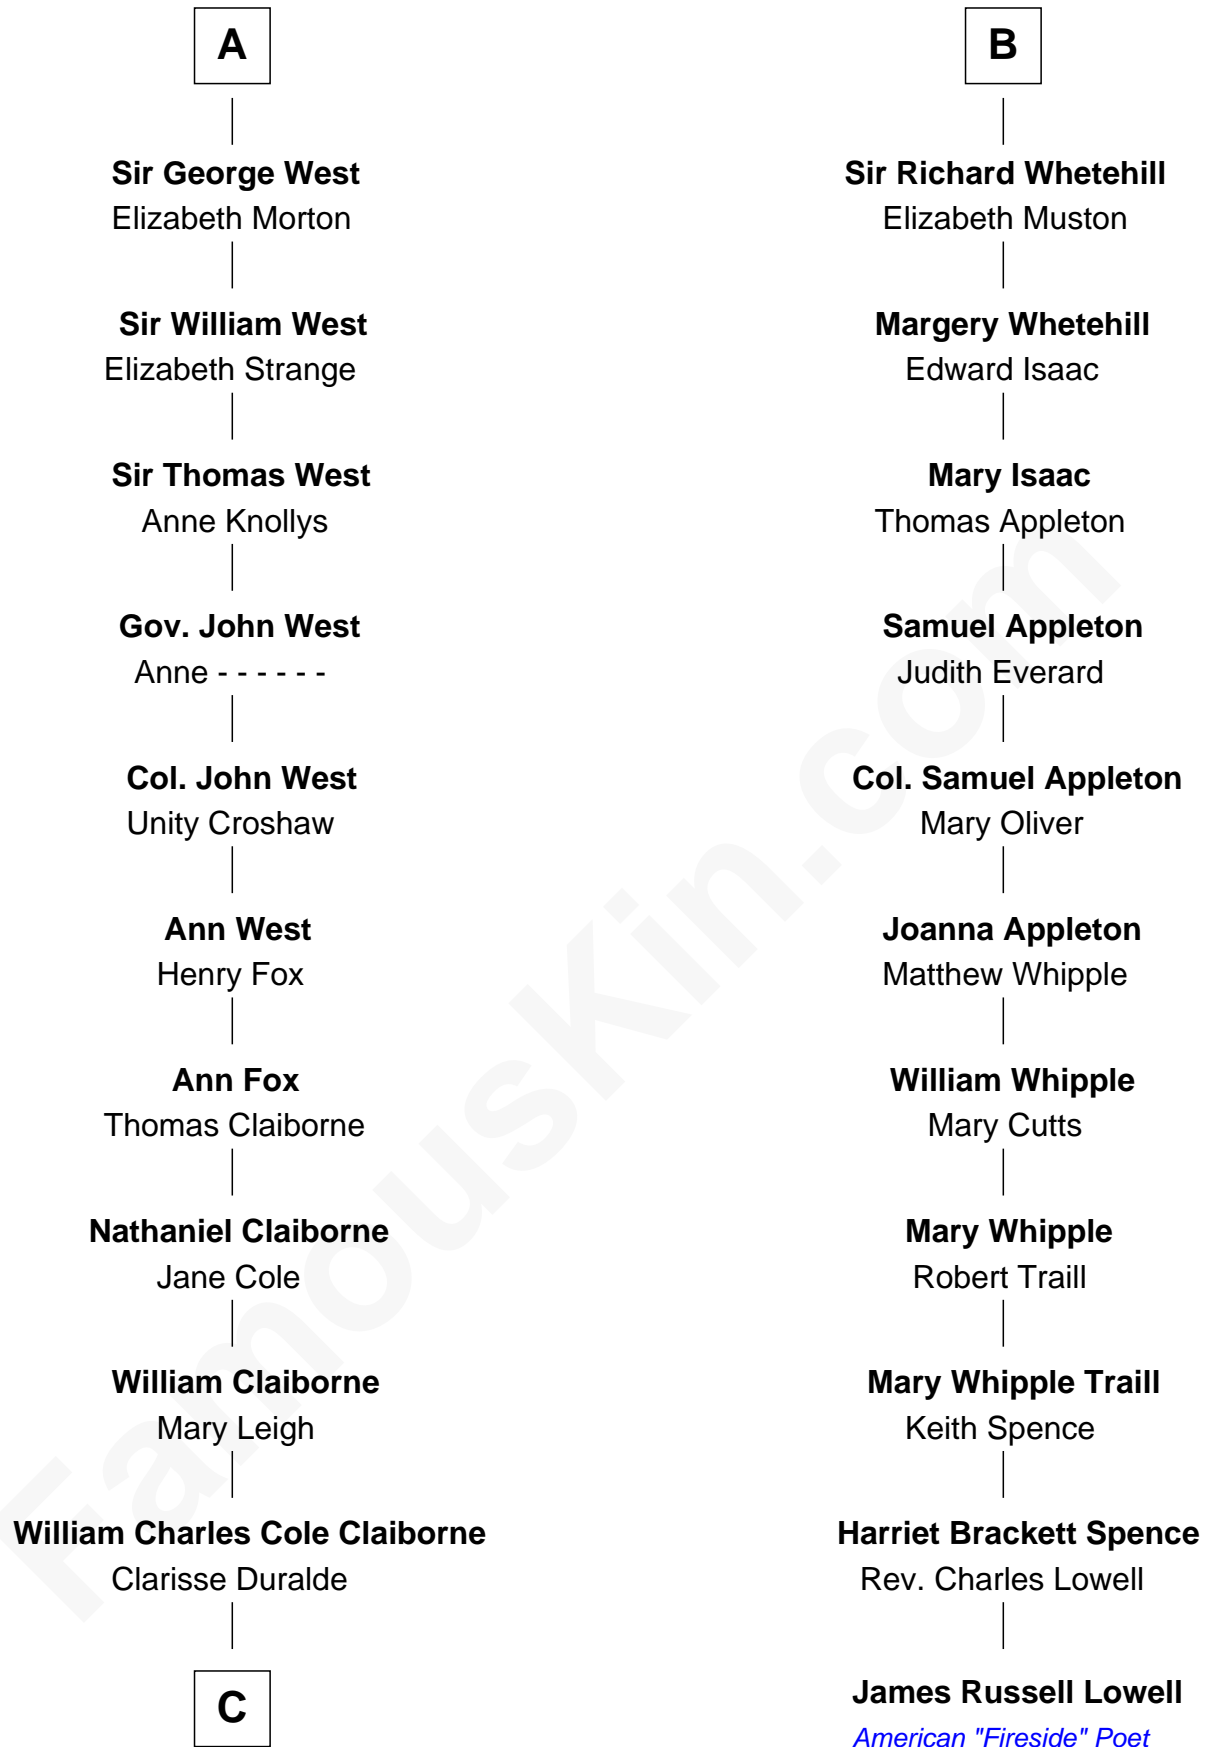 A
Sir George West
Elizabeth Morton
Sir William West
Elizabeth Strange
Sir Thomas West
Anne Knollys
Gov. John West
Anne - - - - - -
Col. John West
Unity Croshaw
Ann West
Henry Fox
Ann Fox
Thomas Claiborne
Nathaniel Claiborne
Jane Cole
William Claiborne
Mary Leigh
William Charles Cole Claiborne
Clarisse Duralde
C
B
Sir Richard Whetehill
Elizabeth Muston
Margery Whetehill
Edward Isaac
Mary Isaac
Thomas Appleton
Samuel Appleton
Judith Everard
Col. Samuel Appleton
Mary Oliver
Joanna Appleton
Matthew Whipple
William Whipple
Mary Cutts
Mary Whipple
Robert Traill
Mary Whipple Traill
Keith Spence
Harriet Brackett Spence
Rev. Charles Lowell
James Russell Lowell
American "Fireside" Poet
FamousKin.com